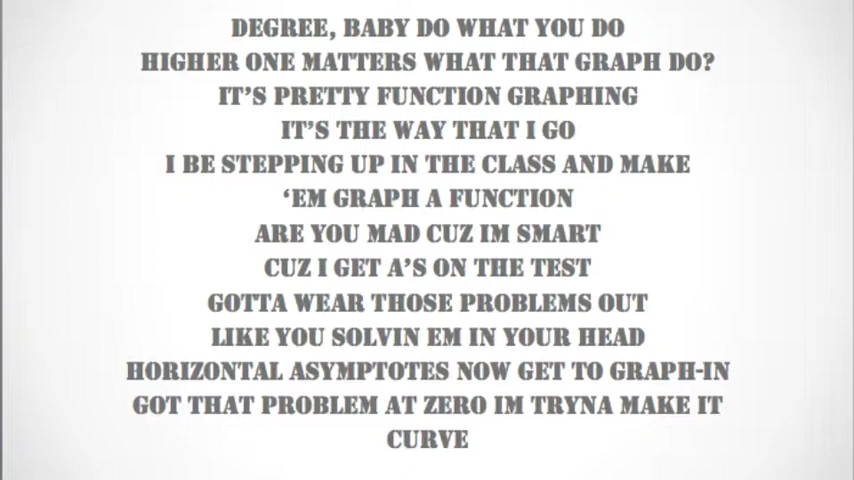 DEGREE, BABY DO WHAT YOU DO
HIGHER ONE MATTERS WHAT THAT GRAPH DO?
IT'S PRETTY FUNCTION GRAPHING
IT'S THE WAY THAT I GO
I BE STEPPING UP IN THE CLASS AND MAKE
‘EM GRAPH A FUNCTION
ARE YOU MAD CUZ IM SMART
CUZ I GET A'S ON THE TEST
GOTTA WEAR THOSE PROBLEMS OUT
LIKE YOU SOLVIN EM IN YOUR HEAD
HORIZONTAL ASYMPTOTES NOW GET TO GRAPH-IN
GOT THAT PROBLEM AT ZERO IM TRYNA MAKE IT
CURVE